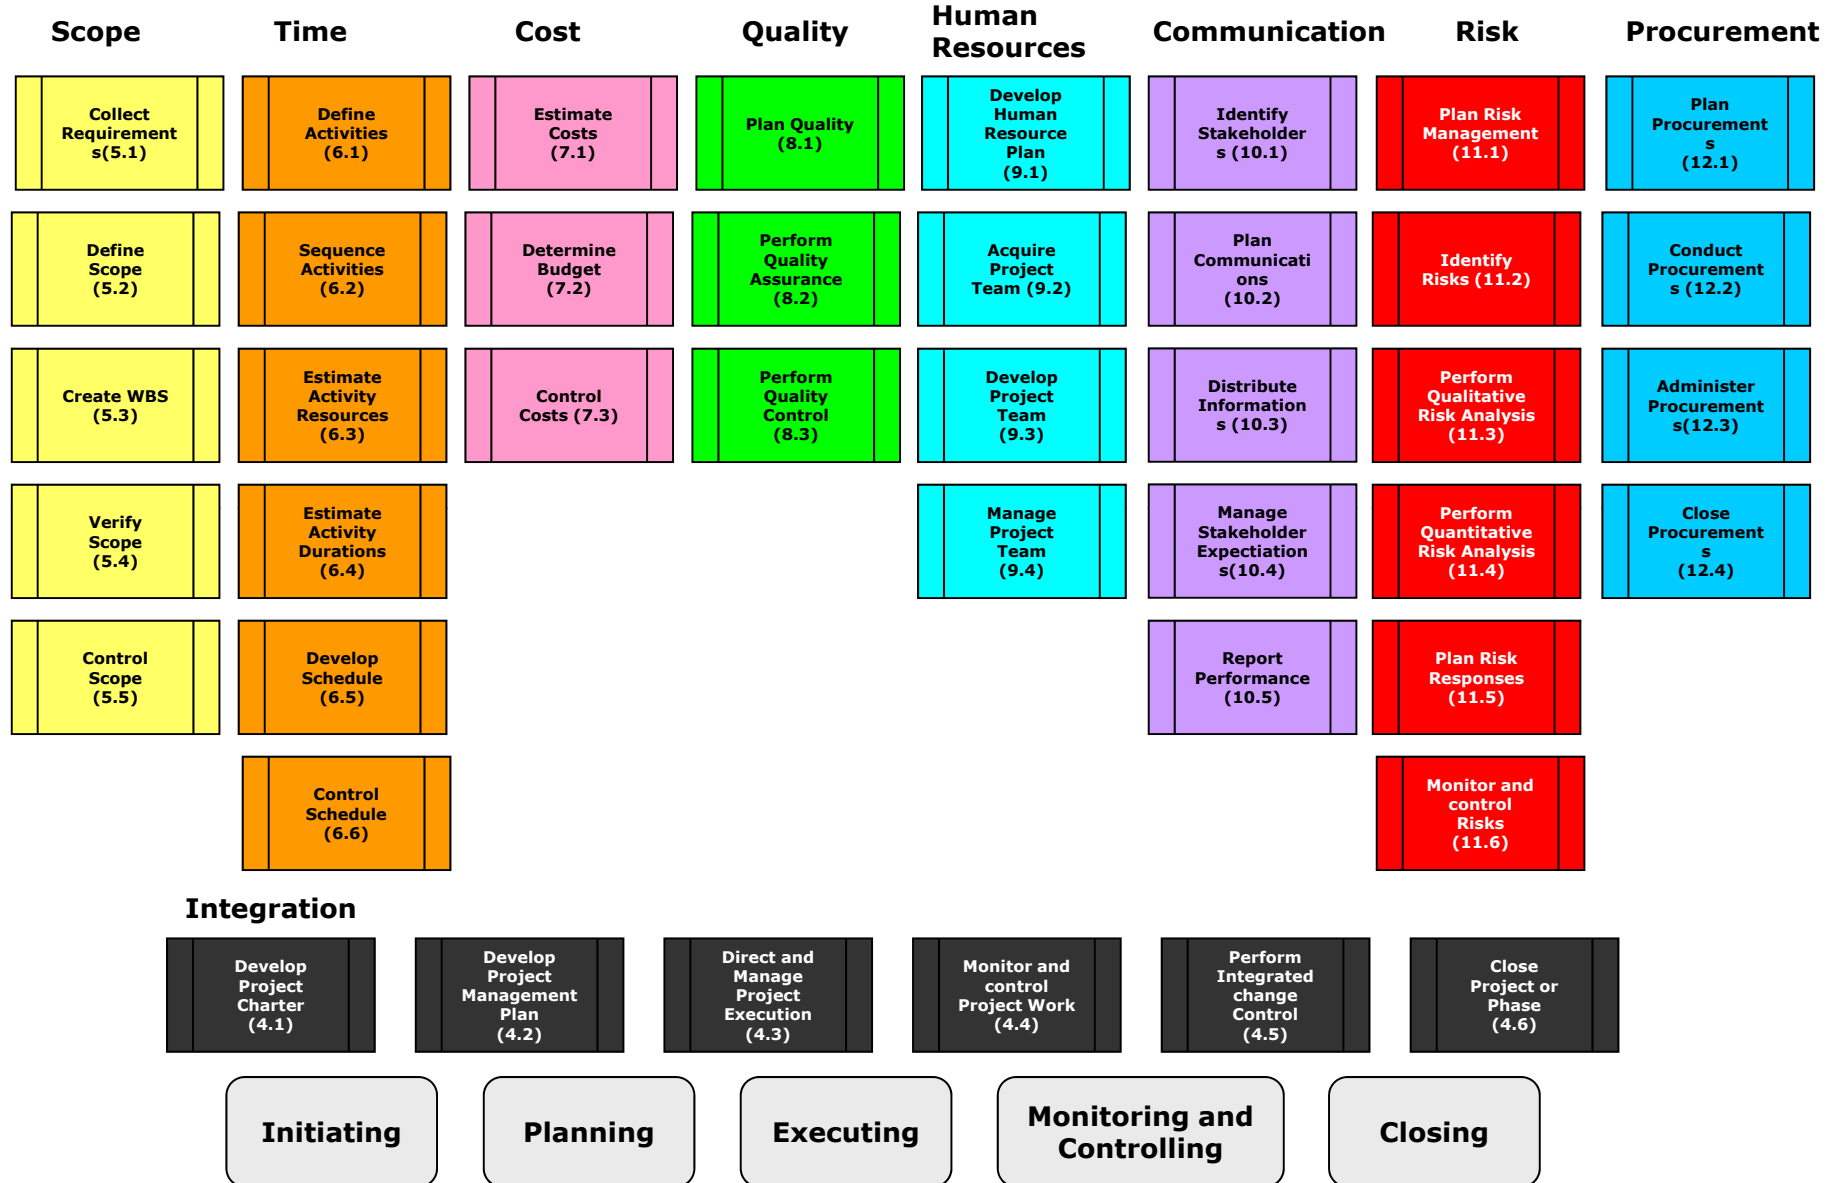 Scope
Time
Cost
Quality
Human
Resources
Communication
Risk
Procurement
Collect
Requirement
s(5.1)
Define
Activities
(6.1)
Estimate
Costs
(7.1)
Plan Quality
(8.1)
Develop
Human
Resource
Plan
(9.1)
Identify
Stakeholder
s (10.1)
Plan Risk
Management
(11.1)
Plan
Procurement
s
(12.1)
Define
Scope
(5.2)
Sequence
Activities
(6.2)
Determine
Budget
(7.2)
Perform
Quality
Assurance
(8.2)
Acquire
Project
Team (9.2)
Plan
Communicati
ons
(10.2)
Identify
Risks (11.2)
Conduct
Procurement
s (12.2)
Create WBS
(5.3)
Estimate
Activity
Resources
(6.3)
Control
Costs (7.3)
Perform
Quality
Control
(8.3)
Develop
Project
Team
(9.3)
Distribute
Information
s (10.3)
Perform
Qualitative
Risk Analysis
(11.3)
Administer
Procurement
s(12.3)
Verify
Scope
(5.4)
Estimate
Activity
Durations
(6.4)
Manage
Project
Team
(9.4)
Manage
Stakeholder
Expectiation
s(10.4)
Perform
Quantitative
Risk Analysis
(11.4)
Close
Procurement
s
(12.4)
Control
Scope
(5.5)
Develop
Schedule
(6.5)
Report
Performance
(10.5)
Plan Risk
Responses
(11.5)
Control
Schedule
(6.6)
Monitor and
control
Risks
(11.6)
Integration
Develop
Project
Charter
(4.1)
Develop
Project
Management
Plan
(4.2)
Direct and
Manage
Project
Execution
(4.3)
Monitor and
control
Project Work
(4.4)
Perform
Integrated
change
Control
(4.5)
Close
Project or
Phase
(4.6)
Initiating
Planning
Executing
Monitoring and
Controlling
Closing